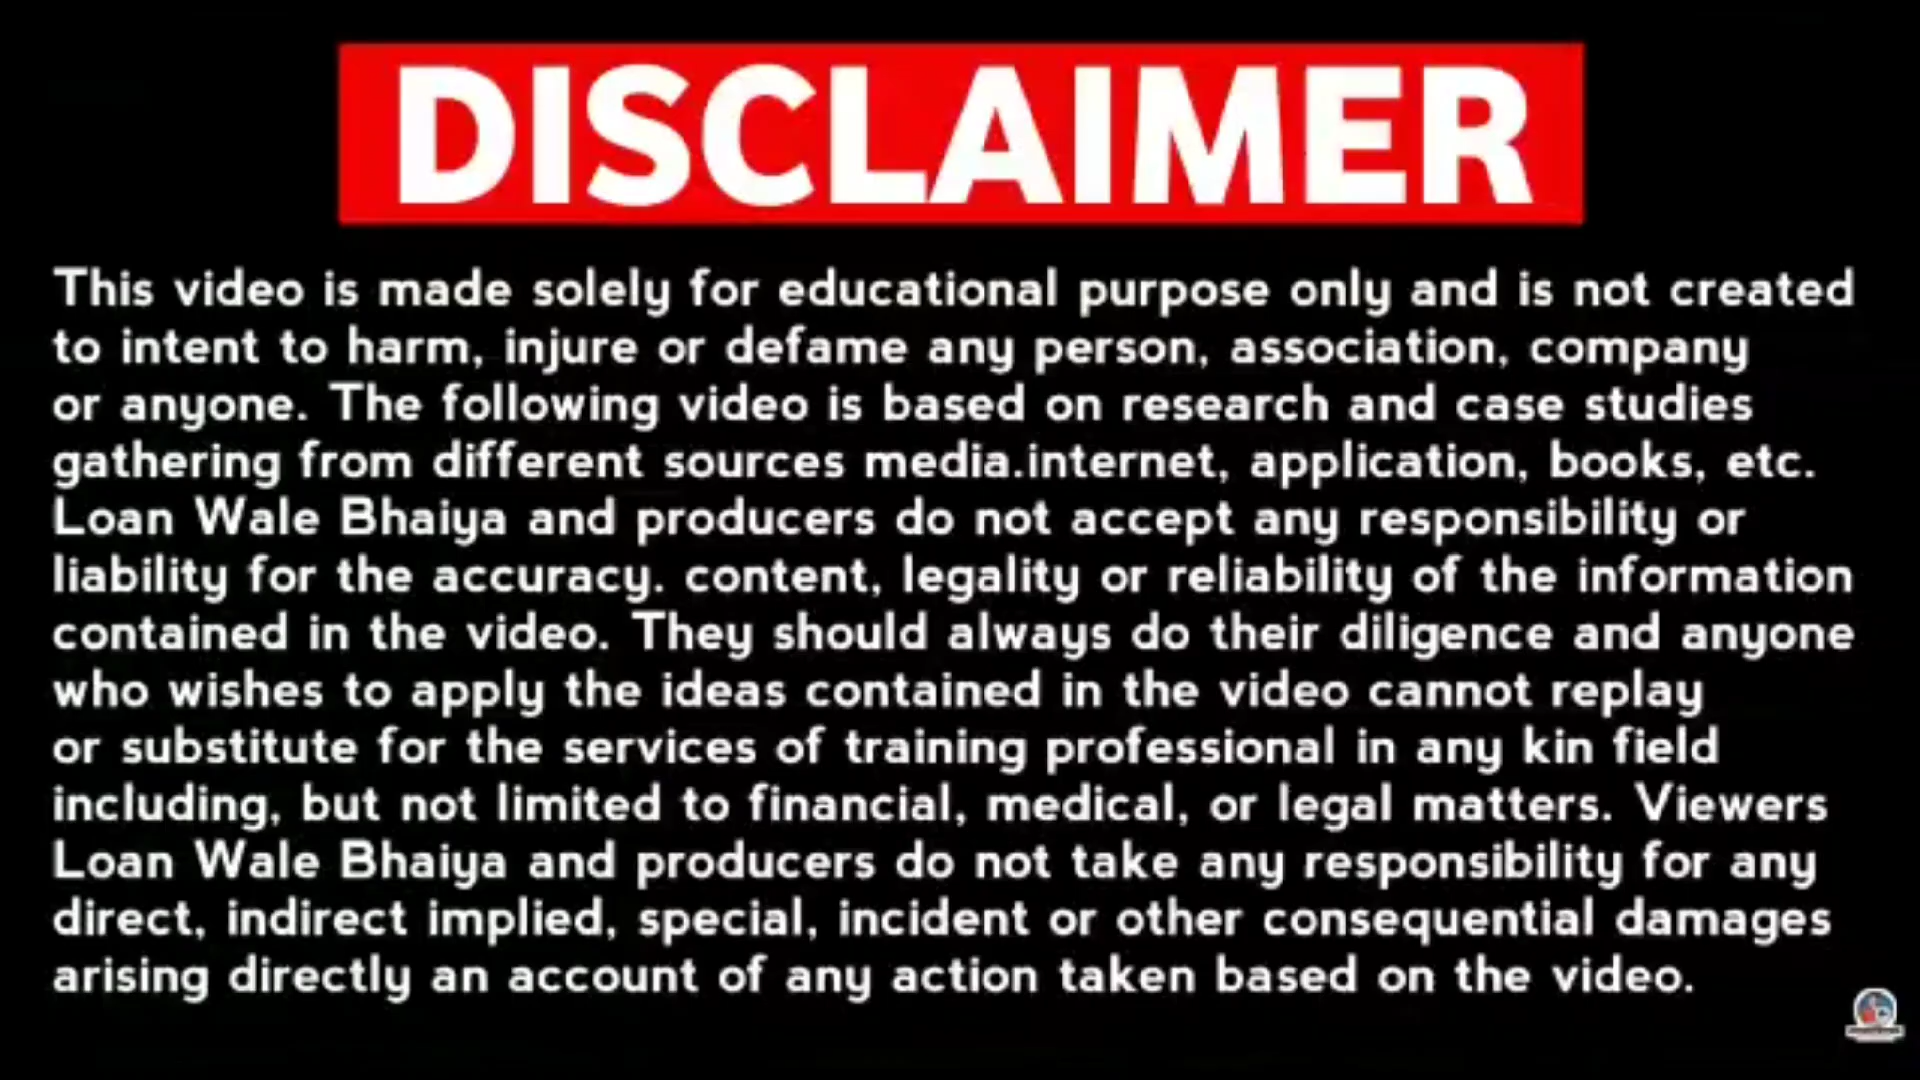 DISCLAIMER
This video is made solely for educational purpose only and is not created
to intent to harm, injure or defame any person, association, company
or anyone. The following video is based on research and case studies
gathering from different sources media.internet, application, books, etc.
Loan Wale Bhaiya and producers do not accept any responsibility or
liability for the accuracy. content, legality or reliability of the information
contained in the video. They should always do their diligence and anyone
who wishes to apply the ideas contained in the video cannot replay
or substitute for the services of training professional in any kin field
including, but not limited to financial, medical, or legal matters. Viewers
Loan Wale Bhaiya and producers do not take any responsibility for any
direct, indirect implied, special, incident or other consequential damages
arising directly an account of any action taken based on the video.